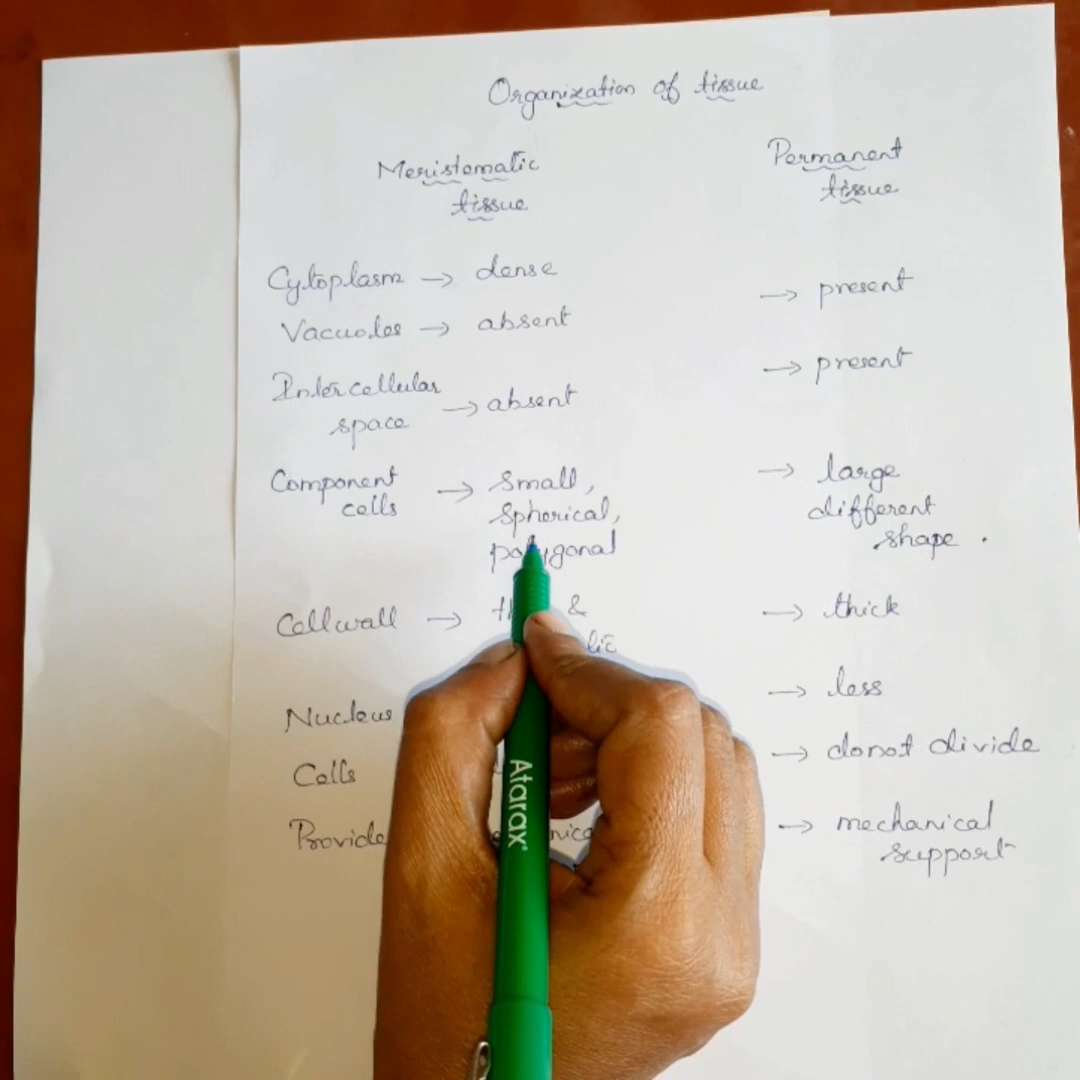 Organization of tissue
Meristematic tissue
Permanent tissue
Cytoplasm → dense
Vacuoles → absent → present
Intercellular space → absent → present
Component cells → small, spherical, polygonal → large different shape.
Cellwall → & → thick
Nucleus → less
Cells → donot divide
Provide → mechanical support
Atarax